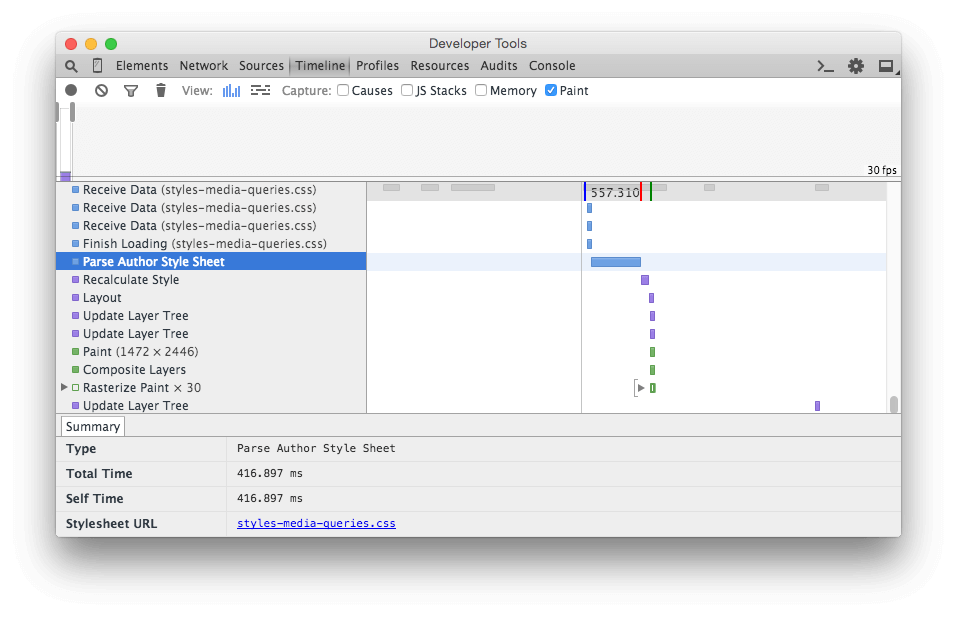 Developer Tools
Elements Network Sources Timeline Profiles Resources Audits Console
View: Capture: Causes JS Stacks Memory Paint
30 fps
Receive Data (styles-media-queries.css) 557.310
Receive Data (styles-media-queries.css)
Receive Data (styles-media-queries.css)
Finish Loading (styles-media-queries.css)
Parse Author Style Sheet
Recalculate Style
Layout
Update Layer Tree
Update Layer Tree
Paint (1472 × 2446)
Composite Layers
Rasterize Paint × 30
Update Layer Tree
Summary
Type Parse Author Style Sheet
Total Time 416.897 ms
Self Time 416.897 ms
Stylesheet URL styles-media-queries.css